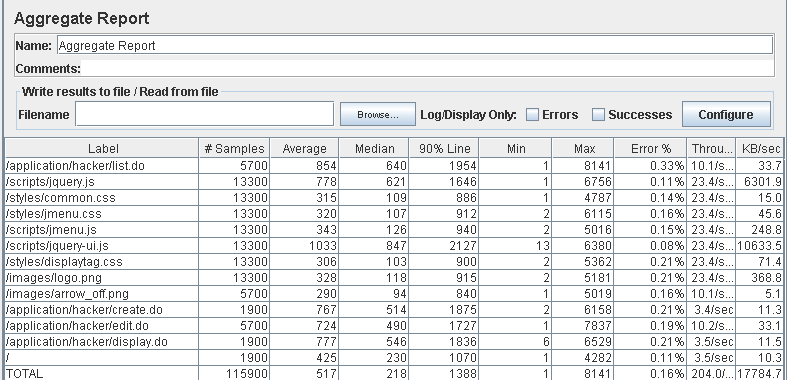 Aggregate Report
Name: Aggregate Report
Comments:
Write results to file / Read from file
Filename Browse... Log/Display Only: Errors Successes Configure
Label # Samples Average Median 90% Line Min Max Error % Throu... KB/sec
/application/hacker/list.do 5700 854 640 1954 1 8141 0.33% 10.1/s... 33.7
/scripts/jquery.js 13300 778 621 1646 1 6756 0.11% 23.4/s... 6301.9
/styles/common.css 13300 315 109 886 1 4787 0.14% 23.4/s... 15.0
/styles/jmenu.css 13300 320 107 912 2 6115 0.16% 23.4/s... 45.6
/scripts/jmenu.js 13300 343 126 940 2 5016 0.15% 23.4/s... 248.8
/scripts/jquery-ui.js 13300 1033 847 2127 13 6380 0.08% 23.4/s... 10633.5
/styles/displaytag.css 13300 306 103 900 2 5362 0.21% 23.4/s... 71.4
/images/logo.png 13300 328 118 915 2 5181 0.21% 23.4/s... 368.8
/images/arrow_off.png 5700 290 94 840 1 5019 0.16% 10.1/s... 5.1
/application/hacker/create.do 1900 767 514 1875 2 6158 0.21% 3.4/sec 11.3
/application/hacker/edit.do 5700 724 490 1727 1 7837 0.19% 10.2/s... 33.1
/application/hacker/display.do 1900 777 546 1836 6 6529 0.21% 3.5/sec 11.5
/ 1900 425 230 1070 1 4282 0.11% 3.5/sec 10.3
TOTAL 115900 517 218 1388 1 8141 0.16% 204.0/... 17784.7